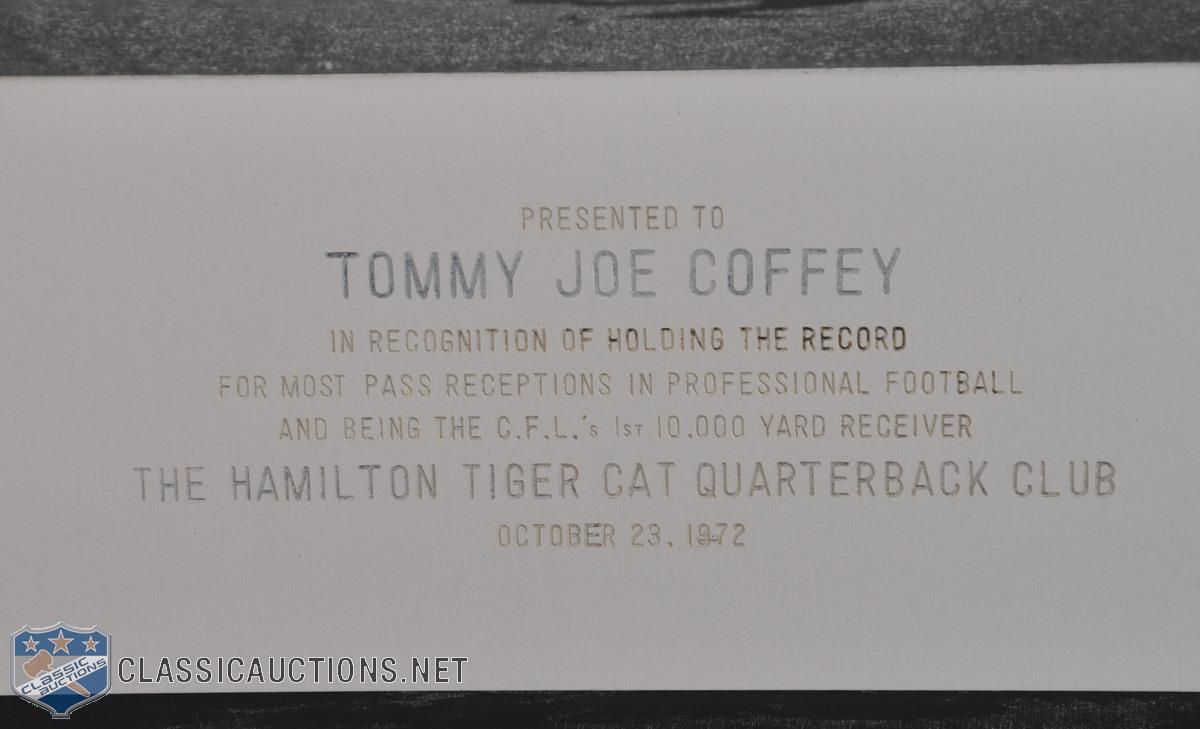 PRESENTED TO
TOMMY JOE COFFEY
IN RECOGNITION OF HOLDING THE RECORD
FOR MOST PASS RECEPTIONS IN PROFESSIONAL FOOTBALL
AND BEING THE C.F.L.'s 1ST 10,000 YARD RECEIVER
THE HAMILTON TIGER CAT QUARTERBACK CLUB
OCTOBER 23, 1972
CLASSIC
AUCTIONS
CLASSICAUCTIONS.NET